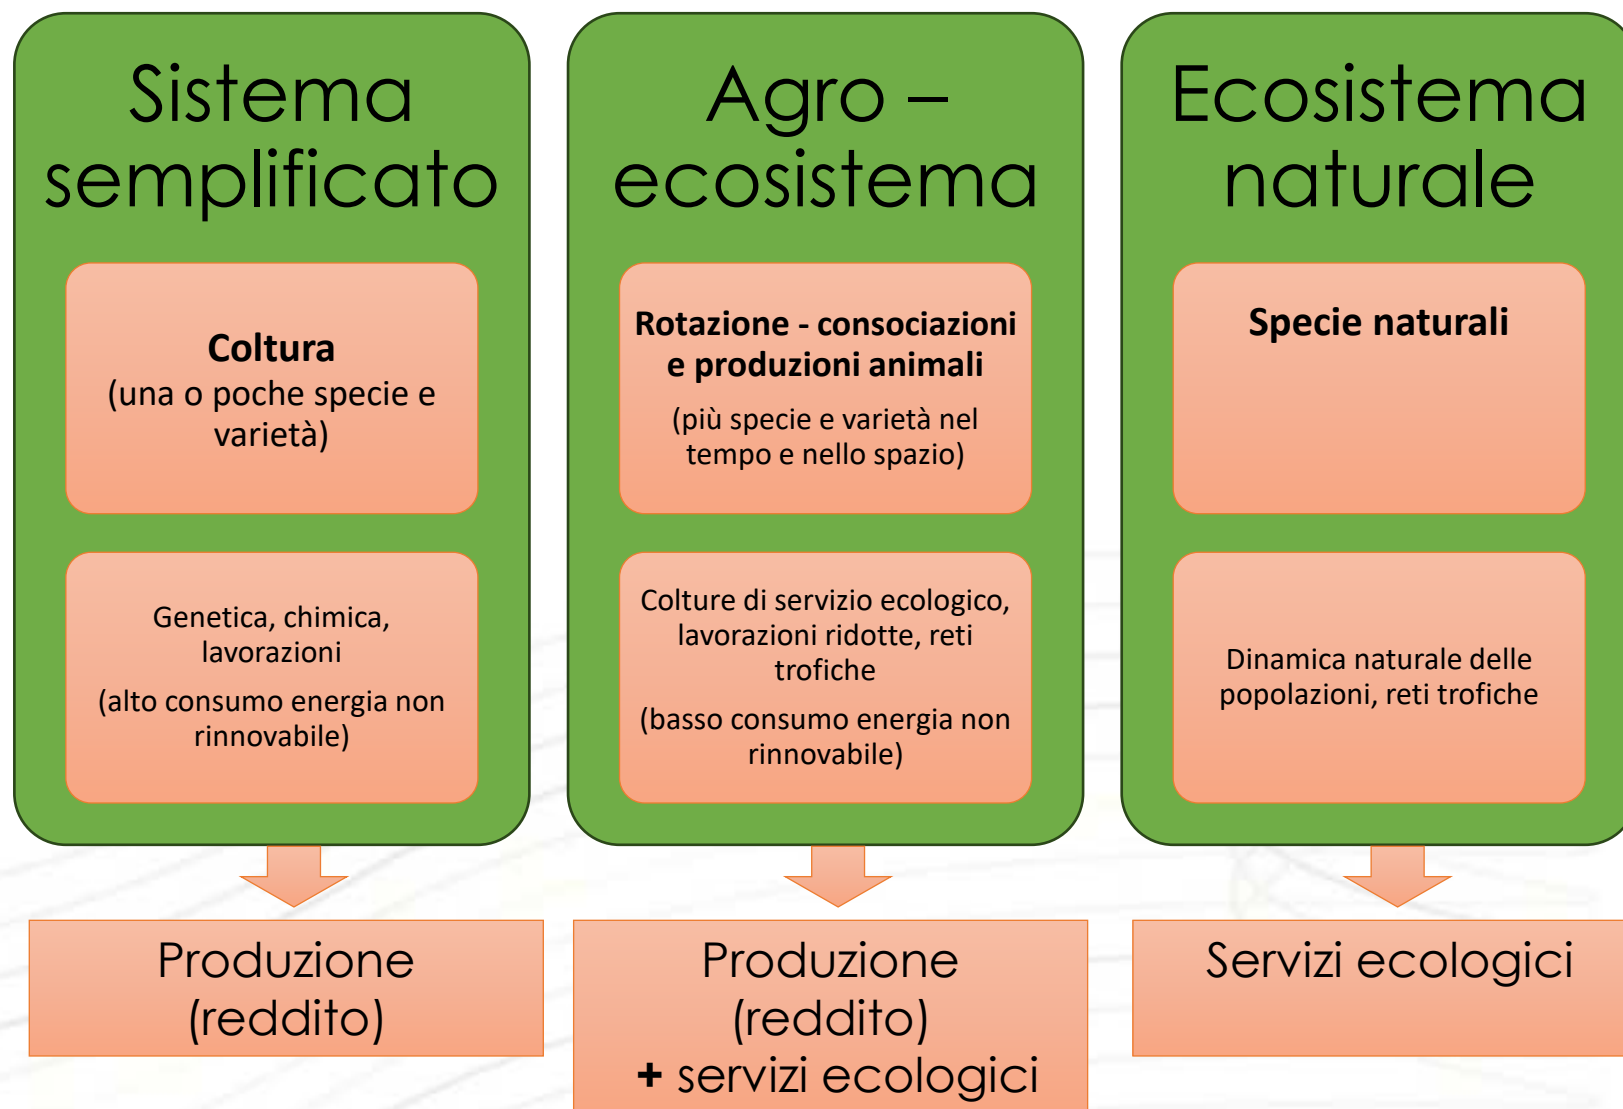 Sistema
semplificato
Coltura
(una o poche specie e
varietà)
Genetica, chimica,
lavorazioni
(alto consumo energia non
rinnovabile)
Produzione
(reddito)
Agro –
ecosistema
Rotazione - consociazioni
e produzioni animali
(più specie e varietà nel
tempo e nello spazio)
Colture di servizio ecologico,
lavorazioni ridotte, reti
trofiche
(basso consumo energia non
rinnovabile)
Produzione
(reddito)
+ servizi ecologici
Ecosistema
naturale
Specie naturali
Dinamica naturale delle
popolazioni, reti trofiche
Servizi ecologici